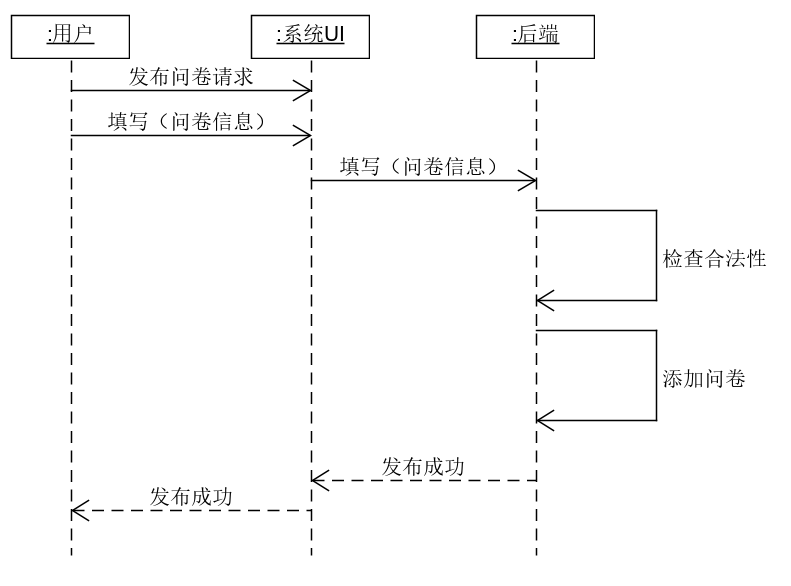 :用户
:系统UI
:后端
发布问卷请求
填写（问卷信息）
填写（问卷信息）
检查合法性
添加问卷
发布成功
发布成功